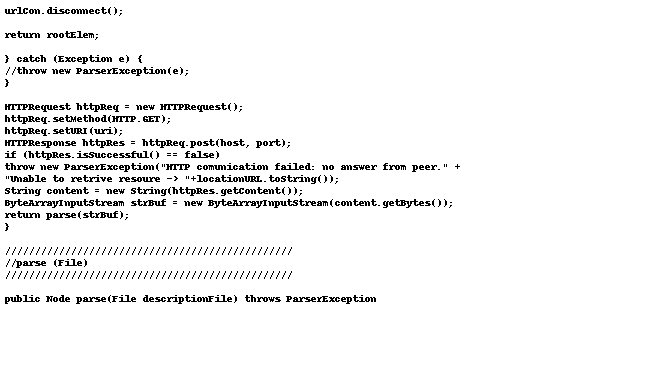 urlCon.disconnect();
return rootElem;
} catch (Exception e) {
//throw new ParserException(e);
}
HTTPRequest httpReq = new HTTPRequest();
httpReq.setMethod(HTTP.GET);
httpReq.setURI(uri);
HTTPResponse httpRes = httpReq.post(host, port);
if (httpRes.isSuccessful() == false)
throw new ParserException("HTTP comunication failed: no answer from peer." +
"Unable to retrive resoure -> "+locationURL.toString());
String content = new String(httpRes.getContent());
ByteArrayInputStream strBuf = new ByteArrayInputStream(content.getBytes());
return parse(strBuf);
}
////////////////////////////////////////////////
//parse (File)
////////////////////////////////////////////////
public Node parse(File descriptionFile) throws ParserException